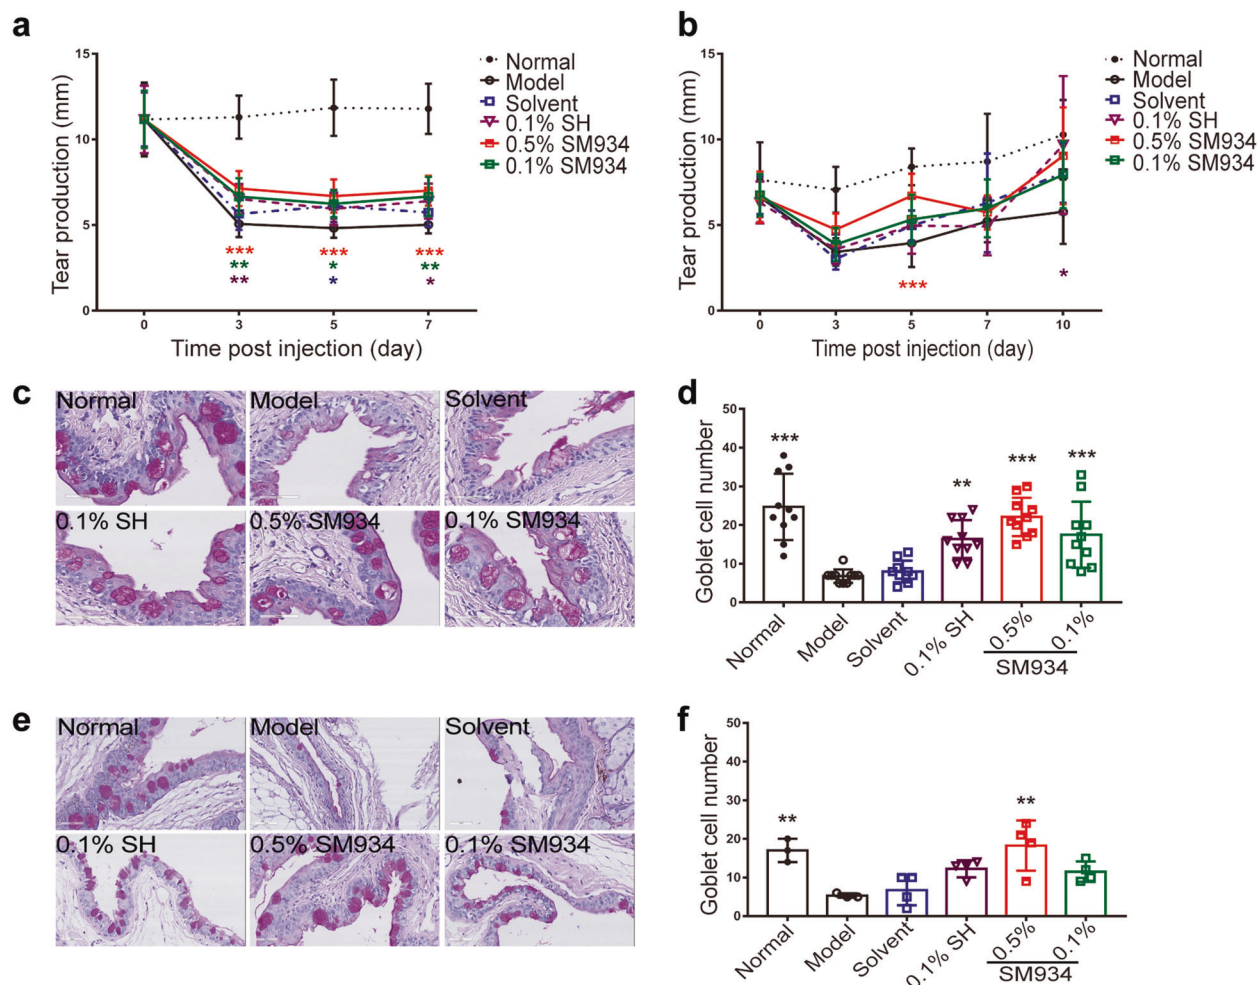 a
15
10
5
0
Tear production (mm)
0
3
5
7
Time post injection (day)
Normal
Model
Solvent
0.1% SH
0.5% SM934
0.1% SM934
***
**
**
***
*
*
***
**
*
b
15
10
5
0
Tear production (mm)
0
3
5
7
10
Time post injection (day)
Normal
Model
Solvent
0.1% SH
0.5% SM934
0.1% SM934
***
*
c
Normal
Model
Solvent
0.1% SH
0.5% SM934
0.1% SM934
d
50
40
30
20
10
0
Goblet cell number
***
**
***
***
Normal
Model
Solvent
0.1% SH
0.5%
0.1%
SM934
e
Normal
Model
Solvent
0.1% SH
0.5% SM934
0.1% SM934
f
50
40
30
20
10
0
Goblet cell number
**
**
Normal
Model
Solvent
0.1% SH
0.5%
0.1%
SM934